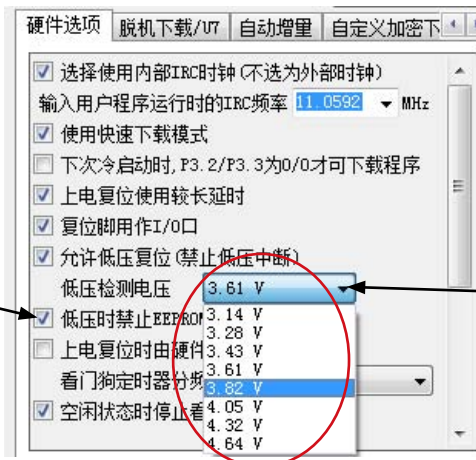 硬件选项 脱机下载/U7 自动增量 自定义加密下
选择使用内部IRC时钟(不选为外部时钟)
输入用户程序运行时的IRC频率 11.0592 MHz
使用快速下载模式
下次冷启动时,P3.2/P3.3为0/0才可下载程序
上电复位使用较长延时
复位脚用作I/O口
允许低压复位(禁止低压中断)
低压检测电压 3.61 V
低压时禁止EEPROM
3.14 V
3.28 V
上电复位时由硬件
3.43 V
3.61 V
看门狗定时器分频
3.82 V
空闲状态时停止看
4.05 V
4.32 V
4.64 V